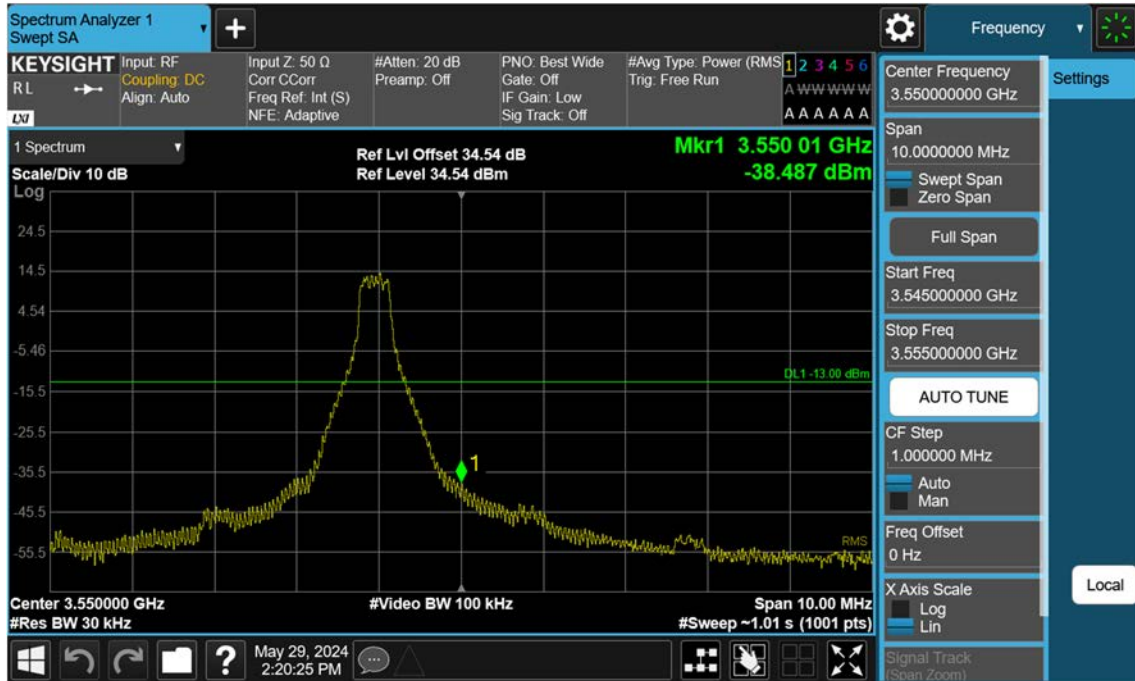 Spectrum Analyzer 1
Swept SA
+
Frequency
KEYSIGHT
R L
LXI
Input: RF
Coupling: DC
Align: Auto
Input Z: 50 Ω
Corr CCorr
Freq Ref: Int (S)
NFE: Adaptive
#Atten: 20 dB
Preamp: Off
PNO: Best Wide
Gate: Off
IF Gain: Low
Sig Track: Off
#Avg Type: Power (RMS
Trig: Free Run
1 2 3 4 5 6
A W W W W W
A A A A A A
1 Spectrum
Scale/Div 10 dB
Ref Lvl Offset 34.54 dB
Ref Level 34.54 dBm
Mkr1 3.550 01 GHz
-38.487 dBm
Log
24.5
14.5
4.54
-5.46
-15.5
-25.5
-35.5
-45.5
-55.5
DL1 -13.00 dBm
1
RMS
Center 3.550000 GHz
#Res BW 30 kHz
#Video BW 100 kHz
Span 10.00 MHz
#Sweep ~1.01 s (1001 pts)
Center Frequency
3.550000000 GHz
Span
10.0000000 MHz
Swept Span
Zero Span
Full Span
Start Freq
3.545000000 GHz
Stop Freq
3.555000000 GHz
AUTO TUNE
CF Step
1.000000 MHz
Auto
Man
Freq Offset
0 Hz
X Axis Scale
Log
Lin
Signal Track
(Span Zoom)
Settings
Local
?
May 29, 2024
2:20:25 PM